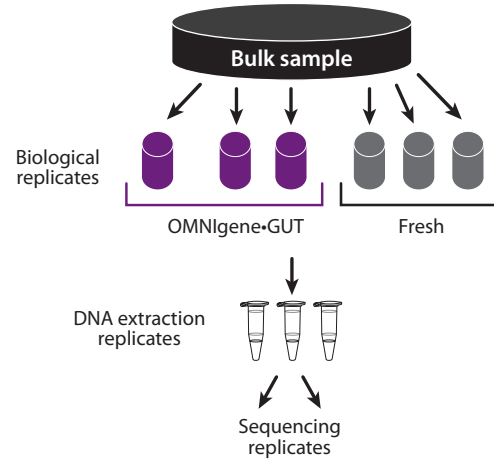 Bulk sample
Biological
replicates
OMNIgene•GUT
Fresh
DNA extraction
replicates
Sequencing
replicates